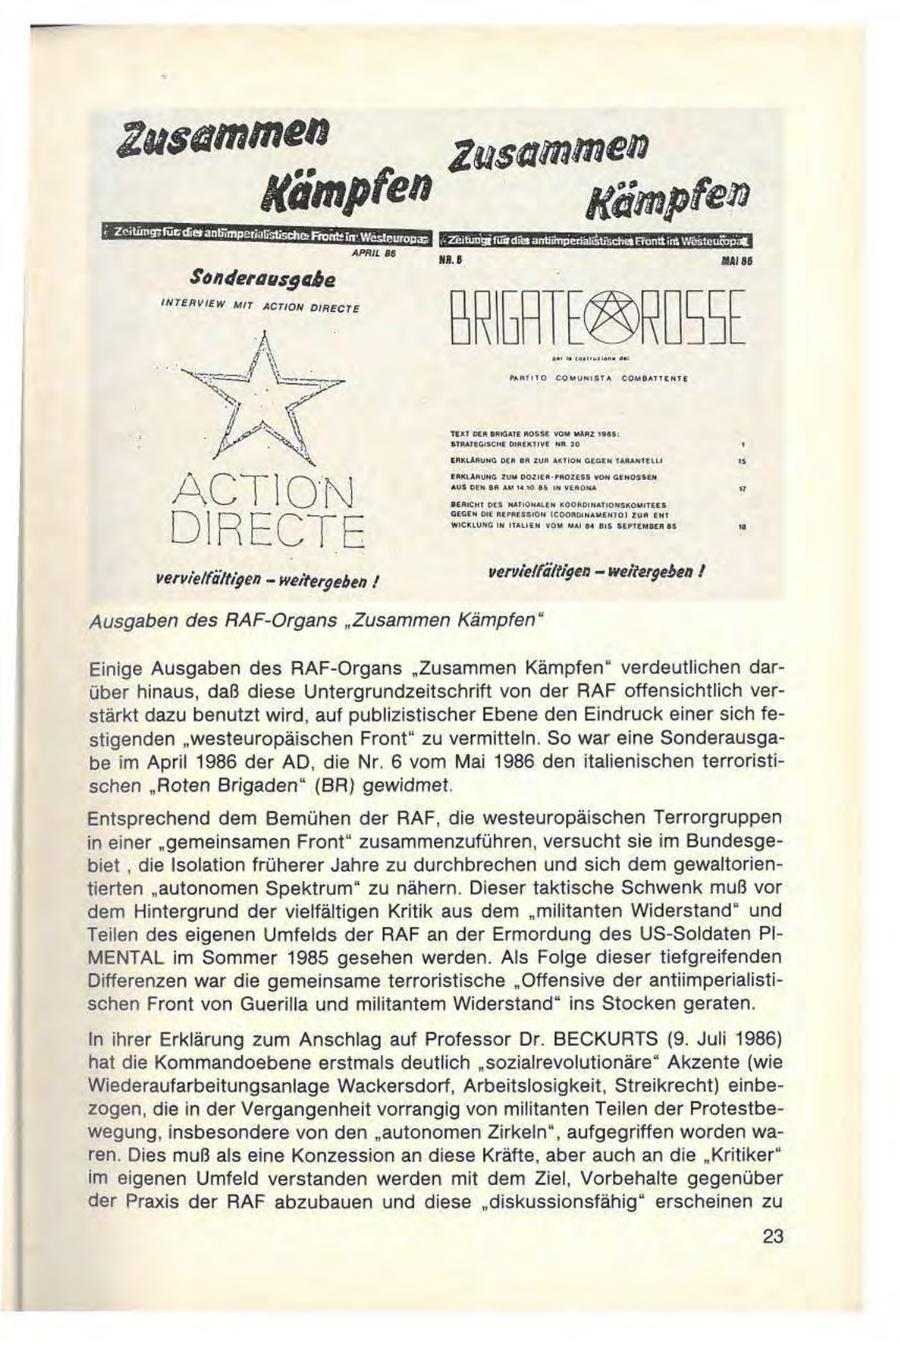 Zusammen
Kämpfen
Zeitung für die antiimperialistische Front in Westeuropa
APRIL 86
Sonderausgabe
INTERVIEW MIT ACTION DIRECTE
ACTION
DIRECTE
vervielfältigen – weitergeben !
Zusammen
Kämpfen
Zeitung für die antiimperialistische Front in Westeuropa
NR. 6 MAI 86
BRIGATE ROSSE
per la costruzione del
PARTITO COMUNISTA COMBATTENTE
TEXT DER BRIGATE ROSSE VOM MÄRZ 1985:
STRATEGISCHE DIREKTIVE NR. 20 1
ERKLÄRUNG DER BR ZUR AKTION GEGEN TARANTELLI 15
ERKLÄRUNG ZUM DOZIER-PROZESS VON GENOSSEN
AUS DEN BR AM 14.10.85 IN VERONA 17
BERICHT DES NATIONALEN KOORDINATIONSKOMITEES
GEGEN DIE REPRESSION (COORDINAMENTO) ZUR ENT
WICKLUNG IN ITALIEN VOM MAI 84 BIS SEPTEMBER 85 18
vervielfältigen – weitergeben !
Ausgaben des RAF-Organs „Zusammen Kämpfen“
Einige Ausgaben des RAF-Organs „Zusammen Kämpfen“ verdeutlichen dar-
über hinaus, daß diese Untergrundzeitschrift von der RAF offensichtlich ver-
stärkt dazu benutzt wird, auf publizistischer Ebene den Eindruck einer sich fe-
stigenden „westeuropäischen Front“ zu vermitteln. So war eine Sonderausga-
be im April 1986 der AD, die Nr. 6 vom Mai 1986 den italienischen terroristi-
schen „Roten Brigaden“ (BR) gewidmet.
Entsprechend dem Bemühen der RAF, die westeuropäischen Terrorgruppen
in einer „gemeinsamen Front“ zusammenzuführen, versucht sie im Bundesge-
biet , die Isolation früherer Jahre zu durchbrechen und sich dem gewaltorien-
tierten „autonomen Spektrum“ zu nähern. Dieser taktische Schwenk muß vor
dem Hintergrund der vielfältigen Kritik aus dem „militanten Widerstand“ und
Teilen des eigenen Umfelds der RAF an der Ermordung des US-Soldaten PI-
MENTAL im Sommer 1985 gesehen werden. Als Folge dieser tiefgreifenden
Differenzen war die gemeinsame terroristische „Offensive der antiimperialisti-
schen Front von Guerilla und militantem Widerstand“ ins Stocken geraten.
In ihrer Erklärung zum Anschlag auf Professor Dr. BECKURTS (9. Juli 1986)
hat die Kommandoebene erstmals deutlich „sozialrevolutionäre“ Akzente (wie
Wiederaufarbeitungsanlage Wackersdorf, Arbeitslosigkeit, Streikrecht) einbe-
zogen, die in der Vergangenheit vorrangig von militanten Teilen der Protestbe-
wegung, insbesondere von den „autonomen Zirkeln“, aufgegriffen worden wa-
ren. Dies muß als eine Konzession an diese Kräfte, aber auch an die „Kritiker“
im eigenen Umfeld verstanden werden mit dem Ziel, Vorbehalte gegenüber
der Praxis der RAF abzubauen und diese „diskussionsfähig“ erscheinen zu
23